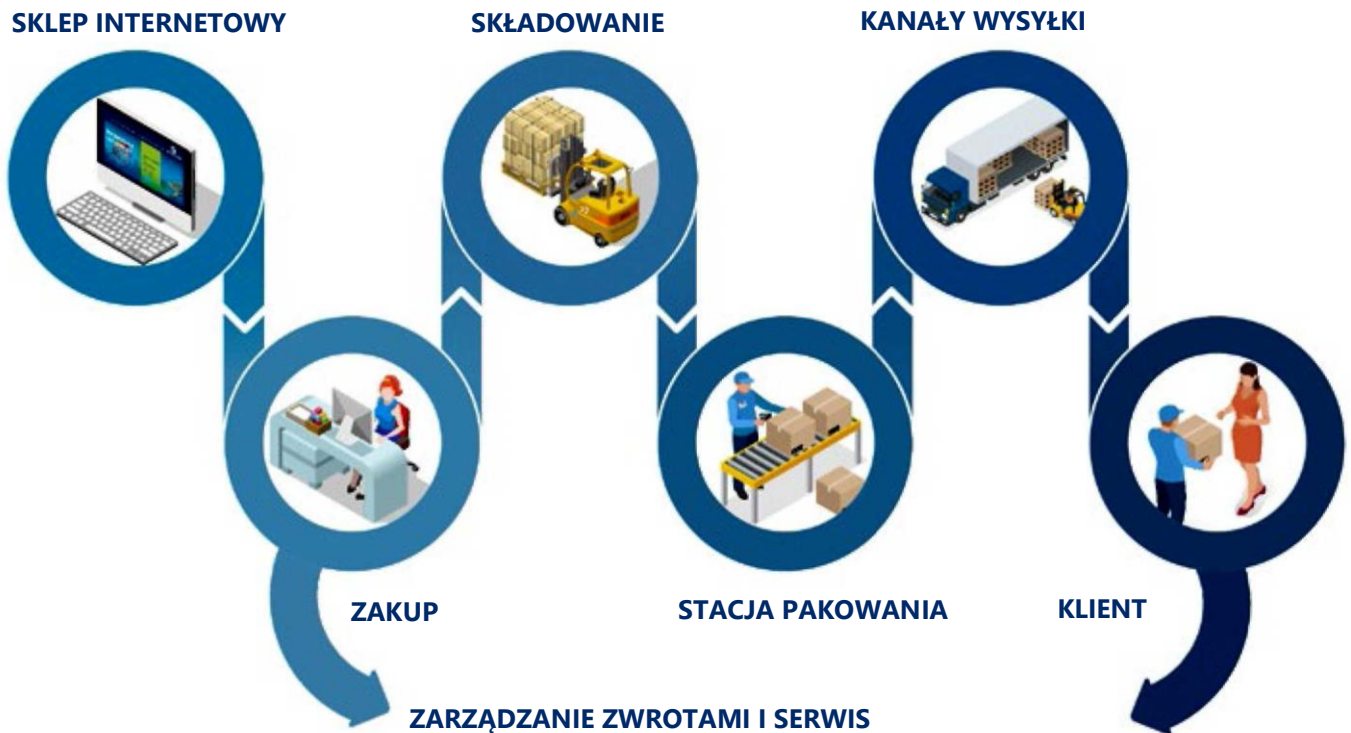 SKLEP INTERNETOWY
SKŁADOWANIE
KANAŁY WYSYŁKI
ZAKUP
STACJA PAKOWANIA
KLIENT
ZARZĄDZANIE ZWROTAMI I SERWIS